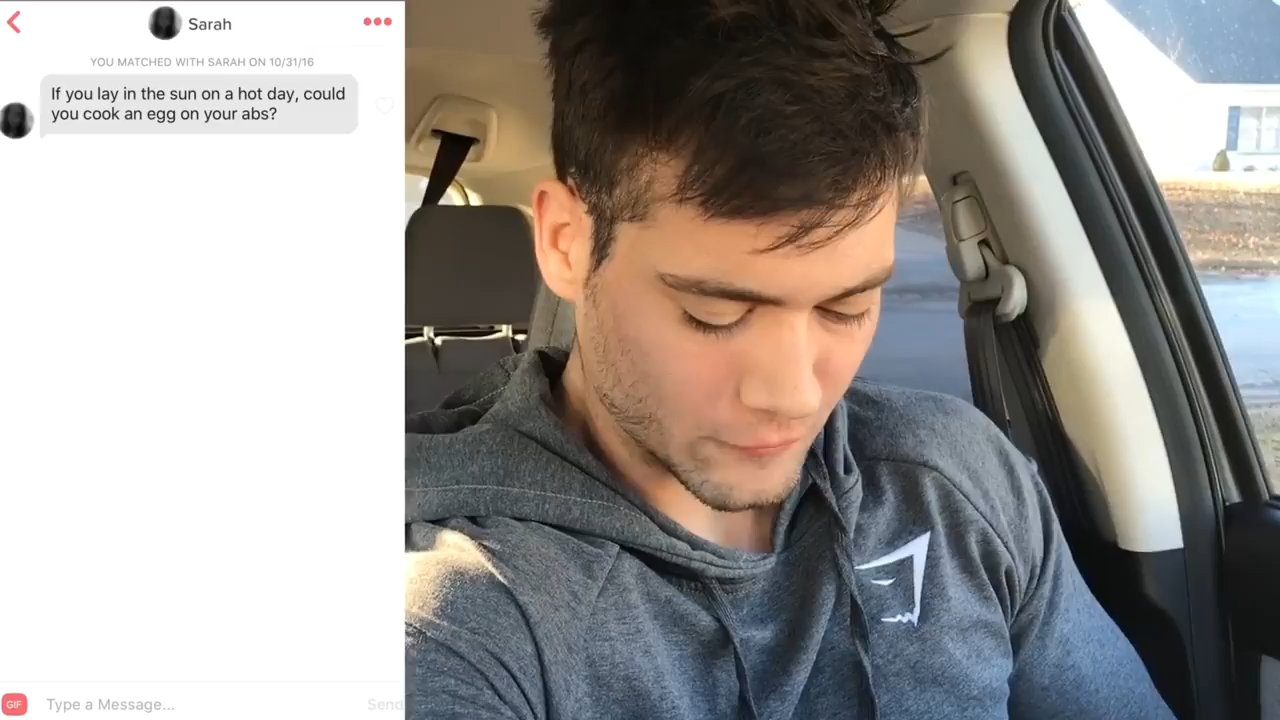 Sarah
YOU MATCHED WITH SARAH ON 10/31/16
If you lay in the sun on a hot day, could
you cook an egg on your abs?
GIF
Type a Message...
Send